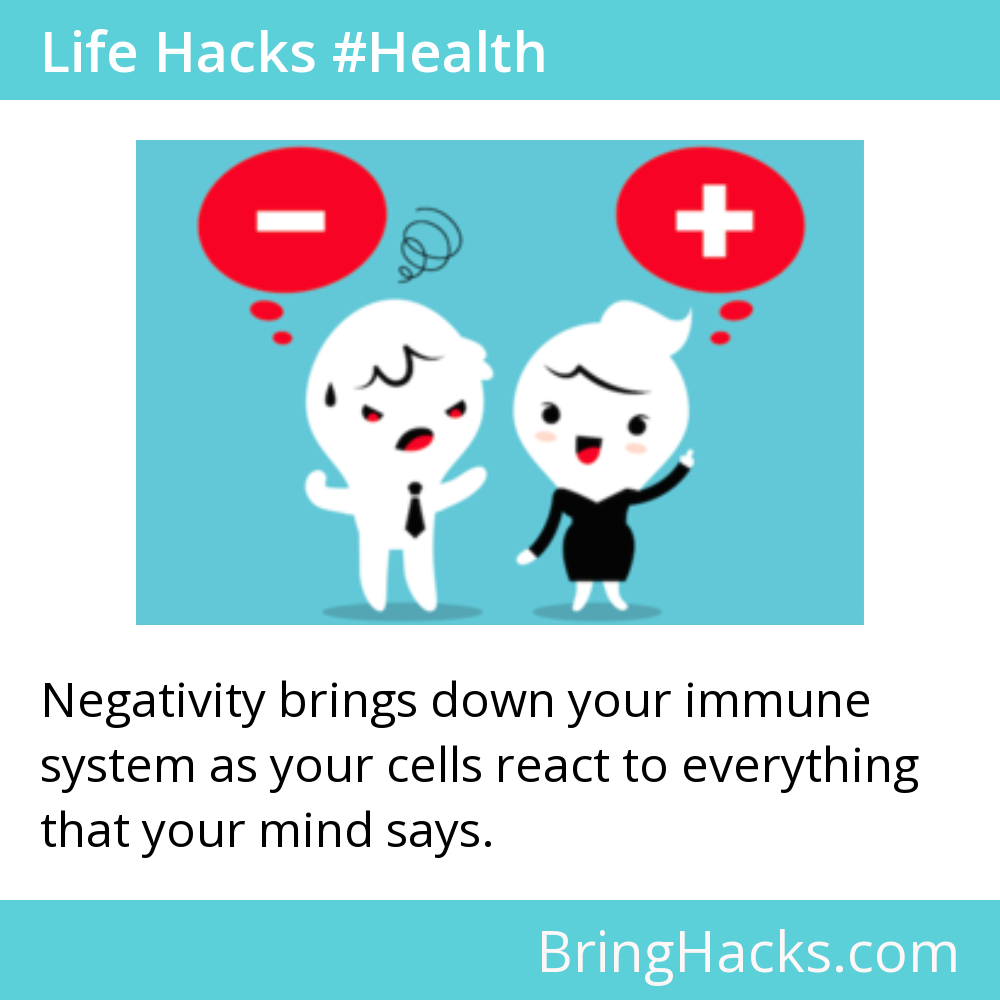 Life Hacks #Health
Negativity brings down your immune
system as your cells react to everything
that your mind says.
BringHacks.com